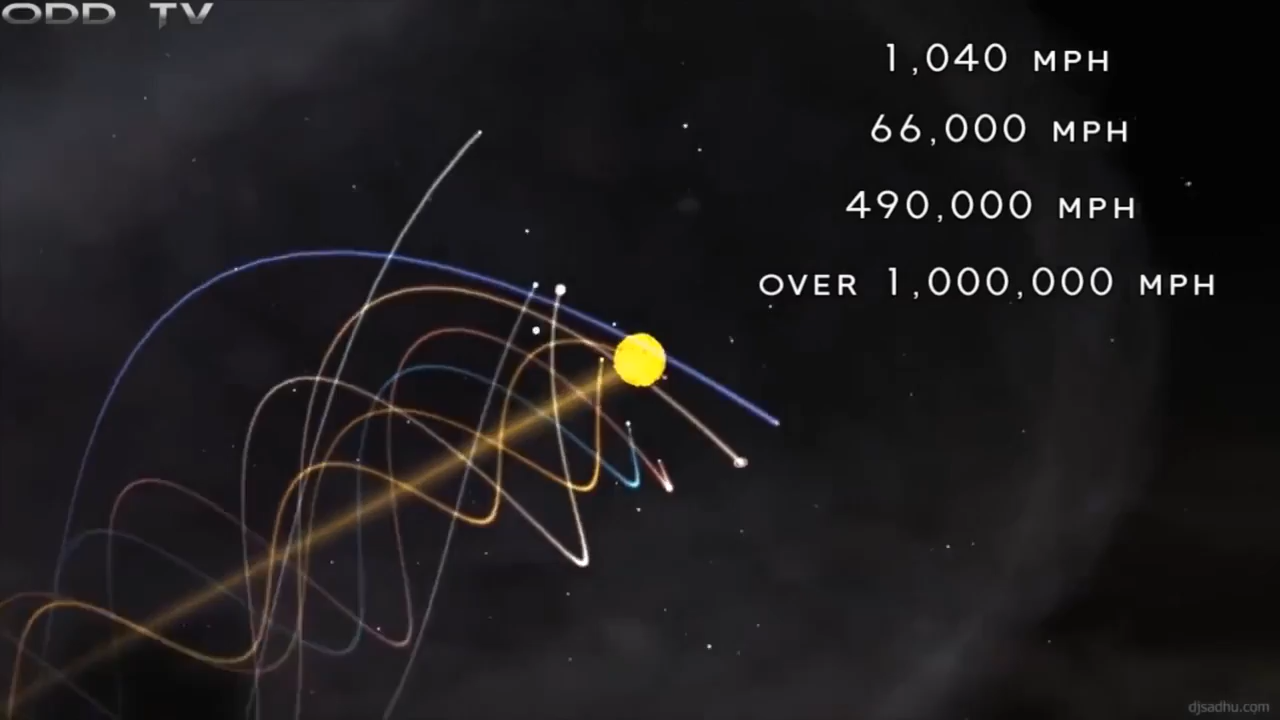 ODD TV
1,040 MPH
66,000 MPH
490,000 MPH
OVER 1,000,000 MPH
djsadhu.com